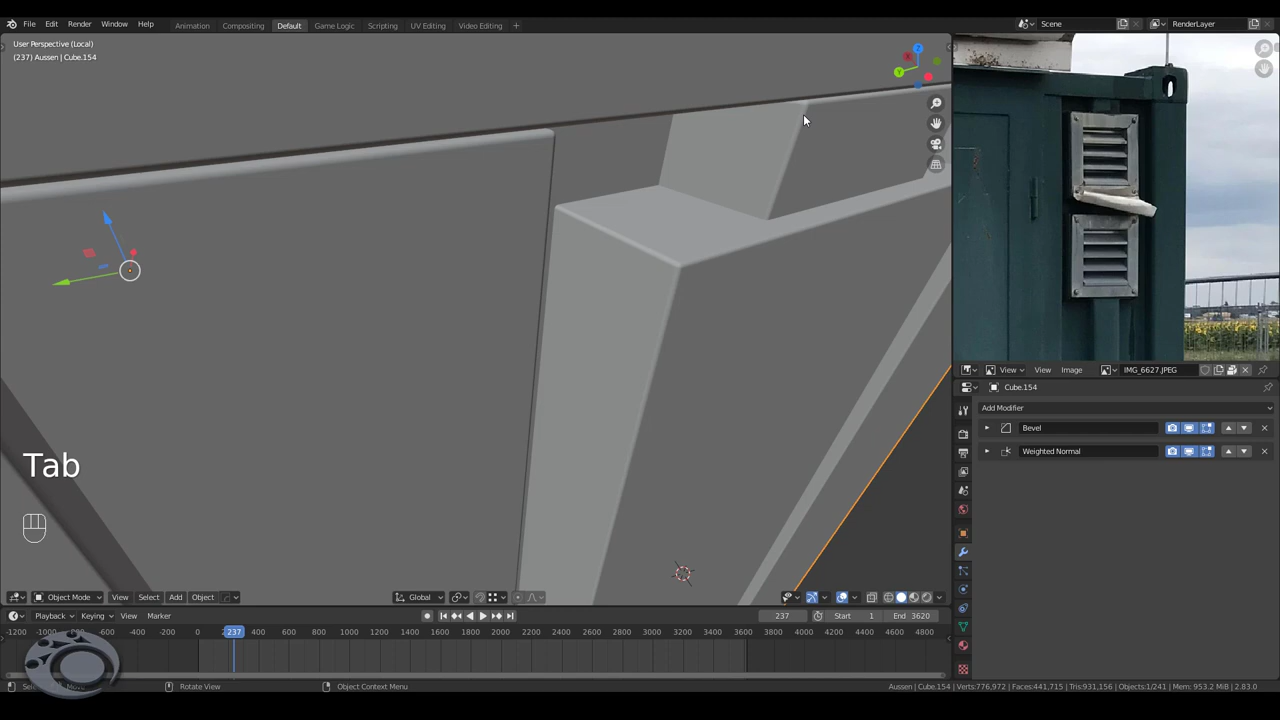 File Edit Render Window Help Animation Compositing Default Game Logic Scripting UV Editing Video Editing + Scene RenderLayer
User Perspective (Local)
(237) Aussen | Cube.154
Z
Y
View View Image IMG_6627.JPEG
Cube.154
Add Modifier
Bevel
Weighted Normal
Tab
Object Mode View Select Add Object Global
Playback Keying View Marker 237 Start 1 End 3620
-1200 -1000 -800 -600 -400 -200 0 237 400 600 800 1000 1200 1400 1600 1800 2000 2200 2400 2600 2800 3000 3200 3400 3600 3800 4000 4200 4400 4600 4800
Rotate View Object Context Menu Aussen | Cube.154 | Verts:776,972 | Faces:441,715 | Tris:931,156 | Objects:1/241 | Mem: 953.2 MiB | 2.83.0